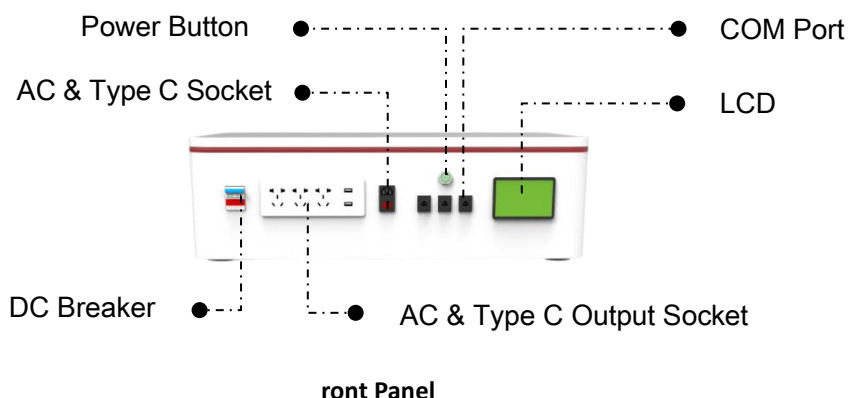 Power Button
COM Port
AC & Type C Socket
LCD
DC Breaker
AC & Type C Output Socket
ront Panel